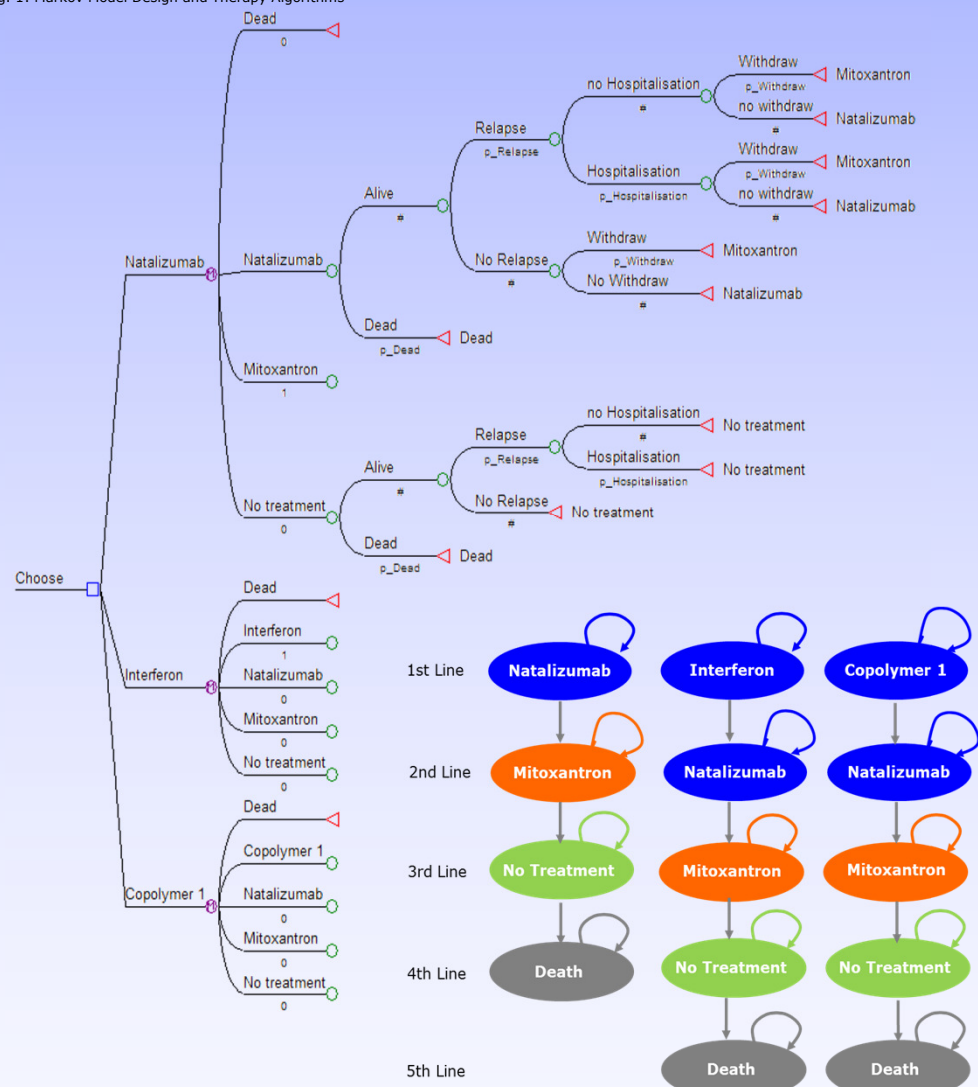 g. 1: Markov Model Design and Therapy Algorithms
Dead
0
Natalizumab
Natalizumab
Alive
#
Relapse
p_Relapse
no Hospitalisation
#
Withdraw
p_Withdraw
Mitoxantron
no withdraw
#
Natalizumab
Hospitalisation
p_Hospitalisation
Withdraw
p_Withdraw
Mitoxantron
no withdraw
#
Natalizumab
No Relapse
#
Withdraw
p_Withdraw
Mitoxantron
No Withdraw
#
Natalizumab
Dead
p_Dead
Dead
Mitoxantron
1
No treatment
0
Alive
#
Relapse
p_Relapse
no Hospitalisation
#
No treatment
Hospitalisation
p_Hospitalisation
No treatment
No Relapse
#
No treatment
Dead
p_Dead
Dead
Choose
Interferon
Dead
Interferon
1
Natalizumab
0
Mitoxantron
0
No treatment
0
Copolymer 1
Dead
Copolymer 1
Natalizumab
0
Mitoxantron
0
No treatment
0
1st Line
Natalizumab
Interferon
Copolymer 1
2nd Line
Mitoxantron
Natalizumab
Natalizumab
3rd Line
No Treatment
Mitoxantron
Mitoxantron
4th Line
Death
No Treatment
No Treatment
5th Line
Death
Death